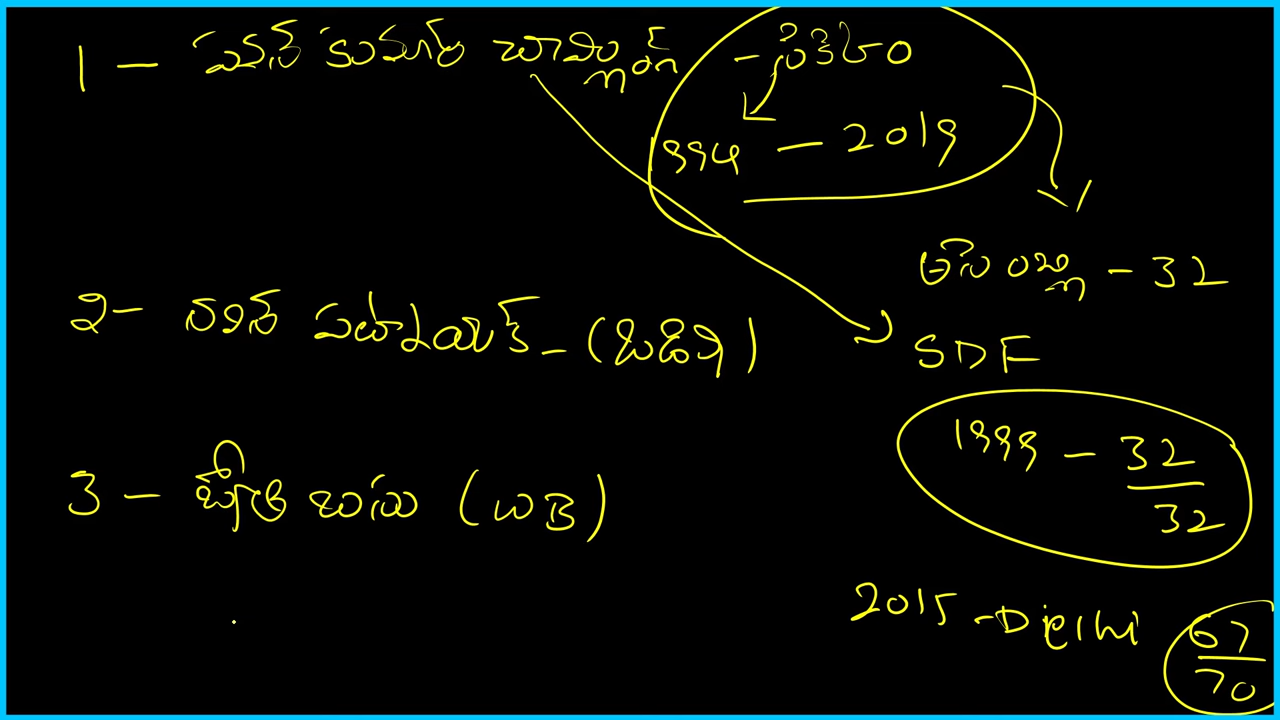 1 - పవన్ కుమార్ చామ్లింగ్ - సిక్కిం
1994 - 2019
అసెంబ్లీ - 32
2 - నవీన్ పట్నాయక్ - (ఒడిశా)
SDF
1999 - 32/32
3 - జ్యోతి బసు (WB)
2015 - Delhi 67/70